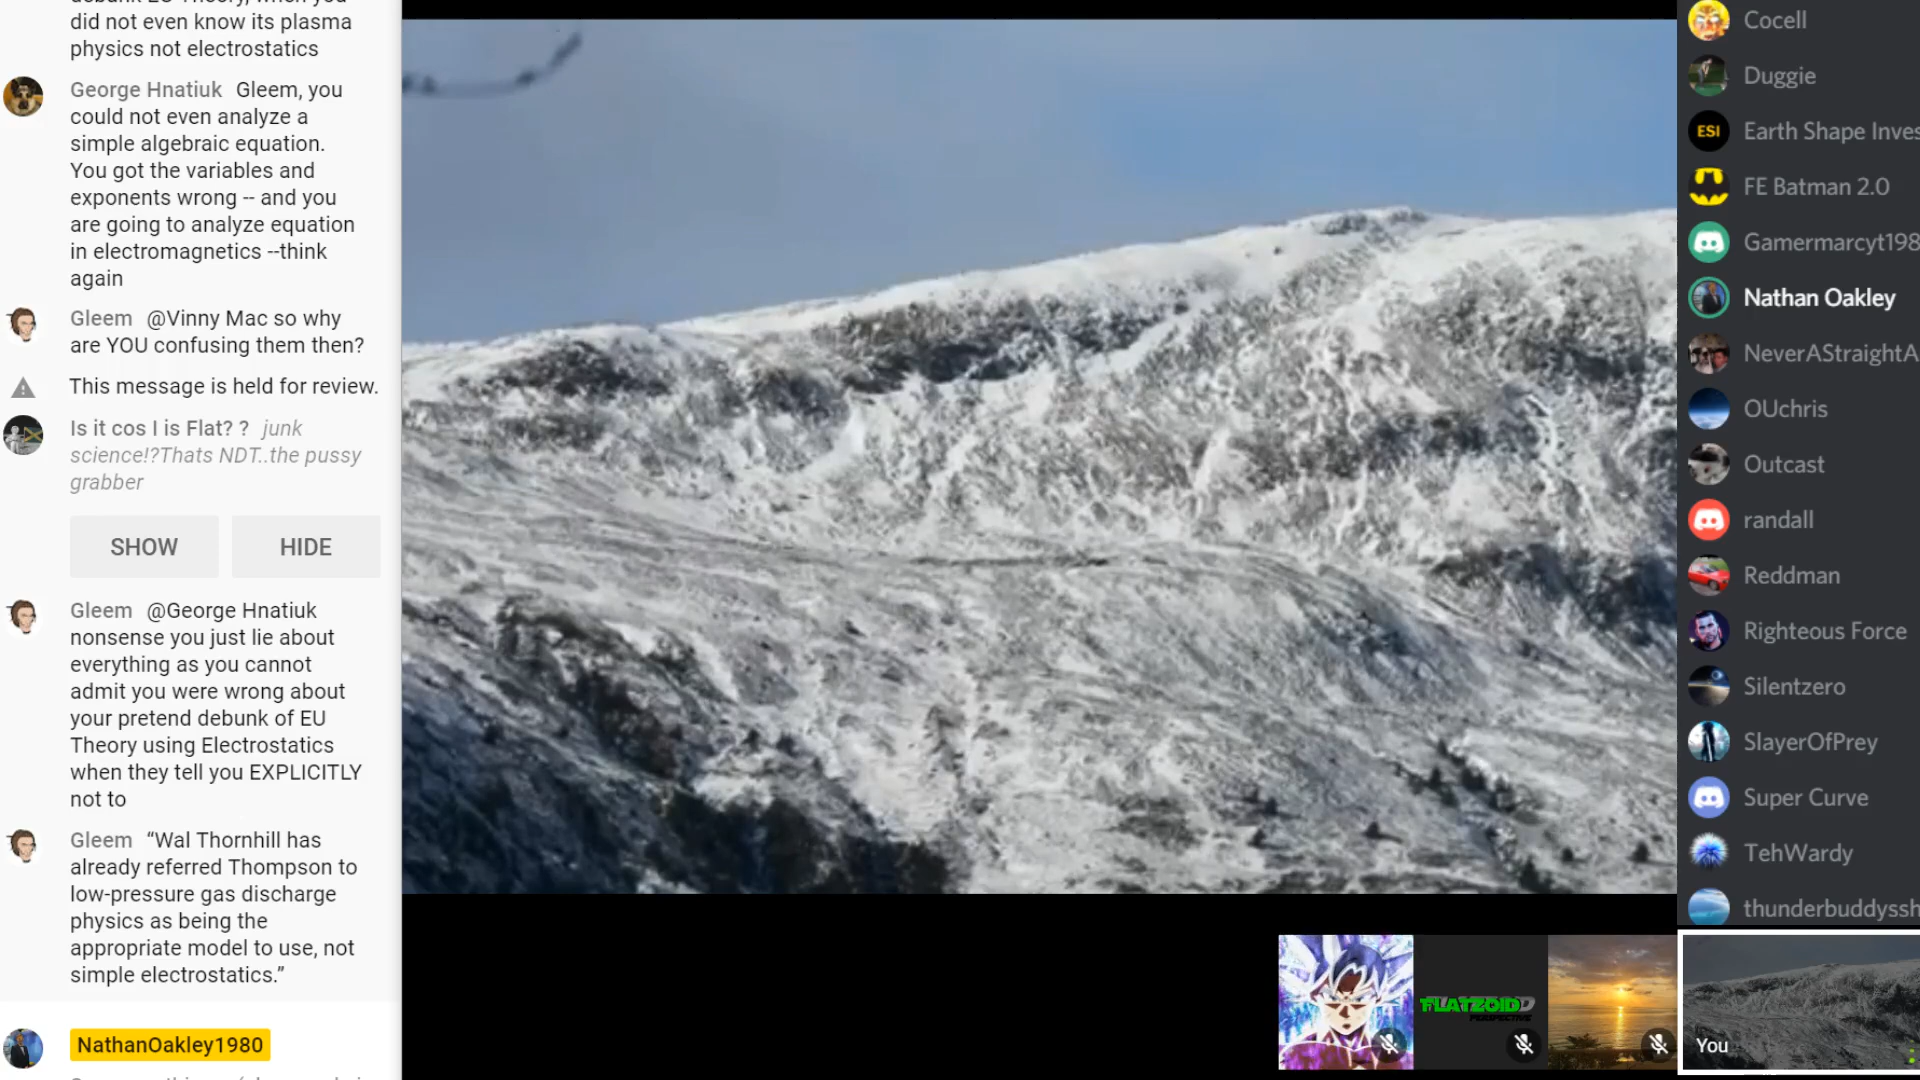 did not even know its plasma
physics not electrostatics
George Hnatiuk Gleem, you
could not even analyze a
simple algebraic equation.
You got the variables and
exponents wrong -- and you
are going to analyze equation
in electromagnetics --think
again
Gleem @Vinny Mac so why
are YOU confusing them then?
This message is held for review.
Is it cos I is Flat? ? junk
science!?Thats NDT..the pussy
grabber
SHOW HIDE
Gleem @George Hnatiuk
nonsense you just lie about
everything as you cannot
admit you were wrong about
your pretend debunk of EU
Theory using Electrostatics
when they tell you EXPLICITLY
not to
Gleem “Wal Thornhill has
already referred Thompson to
low-pressure gas discharge
physics as being the
appropriate model to use, not
simple electrostatics.”
NathanOakley1980
Cocell
Duggie
ESI Earth Shape Inves
FE Batman 2.0
Gamermarcyt198
Nathan Oakley
NeverAStraightA
OUchris
Outcast
randall
Reddman
Righteous Force
Silentzero
SlayerOfPrey
Super Curve
TehWardy
thunderbuddyssh
FLATZOIDD
PERSPECTIVE
You